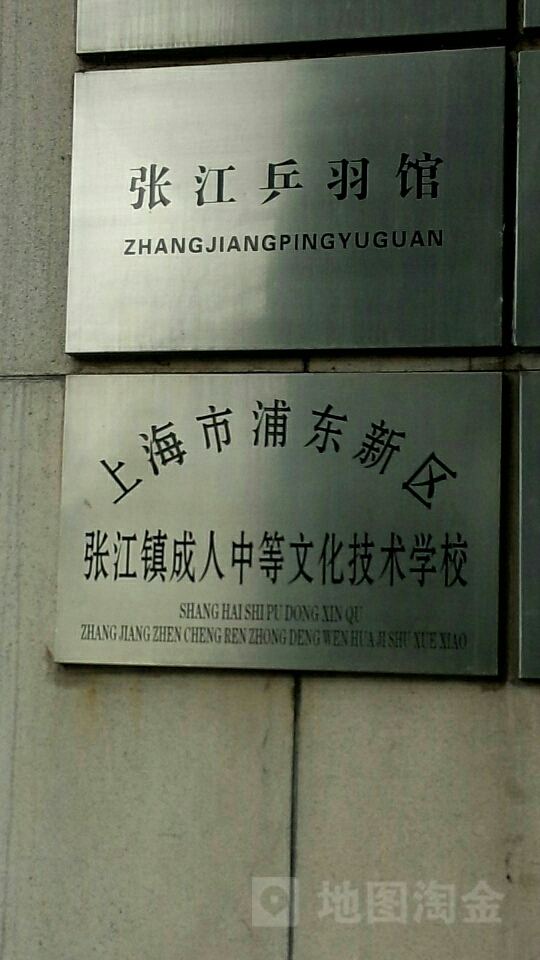 张江乒羽馆
ZHANGJIANGPINGYUGUAN
上海市浦东新区
张江镇成人中等文化技术学校
SHANG HAI SHI PU DONG XIN QU
ZHANG JIANG ZHEN CHENG REN ZHONG DENG WEN HUA JI SHU XUE XIAO
地图淘金